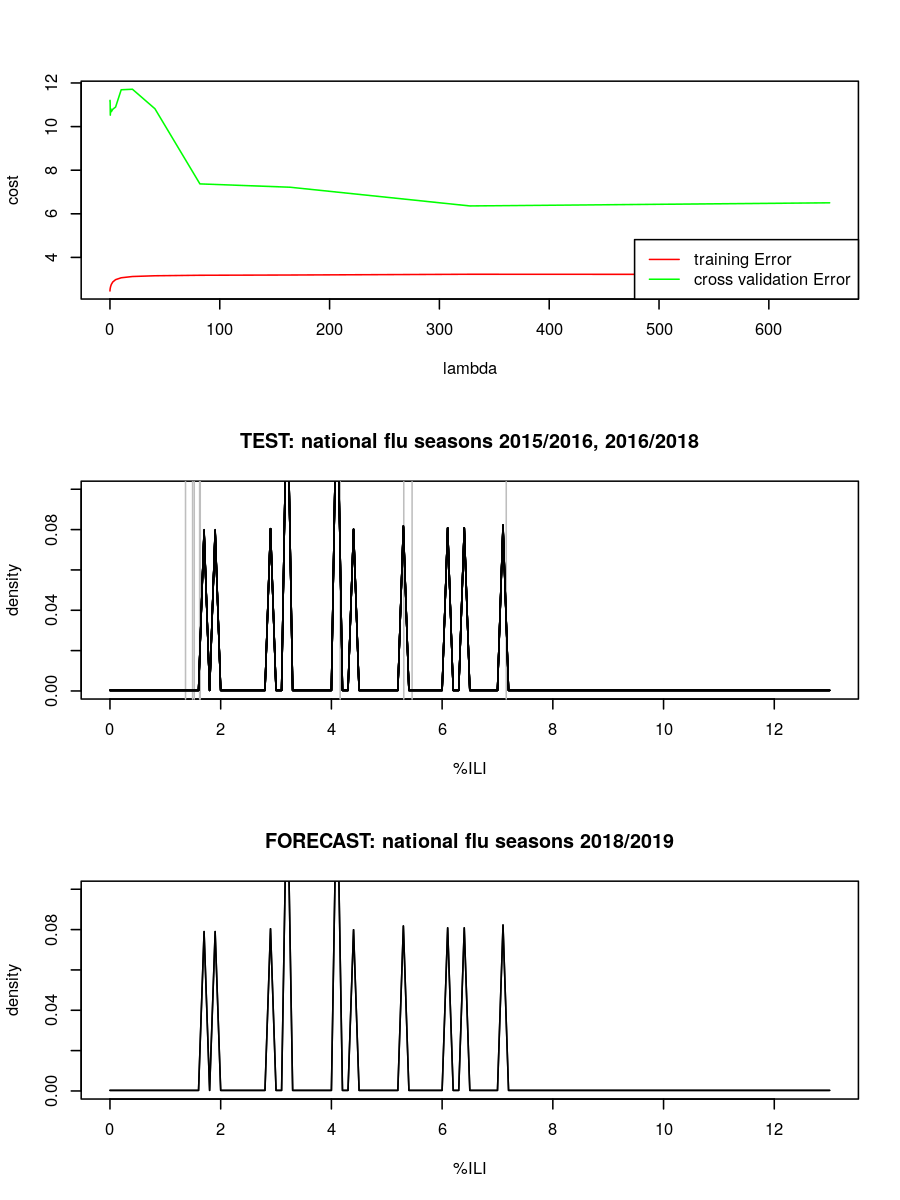 12
10
8
6
4
cost
training Error
cross validation Error
0 100 200 300 400 500 600
lambda
TEST: national flu seasons 2015/2016, 2016/2018
0.08
0.04
0.00
density
0 2 4 6 8 10 12
%ILI
FORECAST: national flu seasons 2018/2019
0.08
0.04
0.00
density
0 2 4 6 8 10 12
%ILI